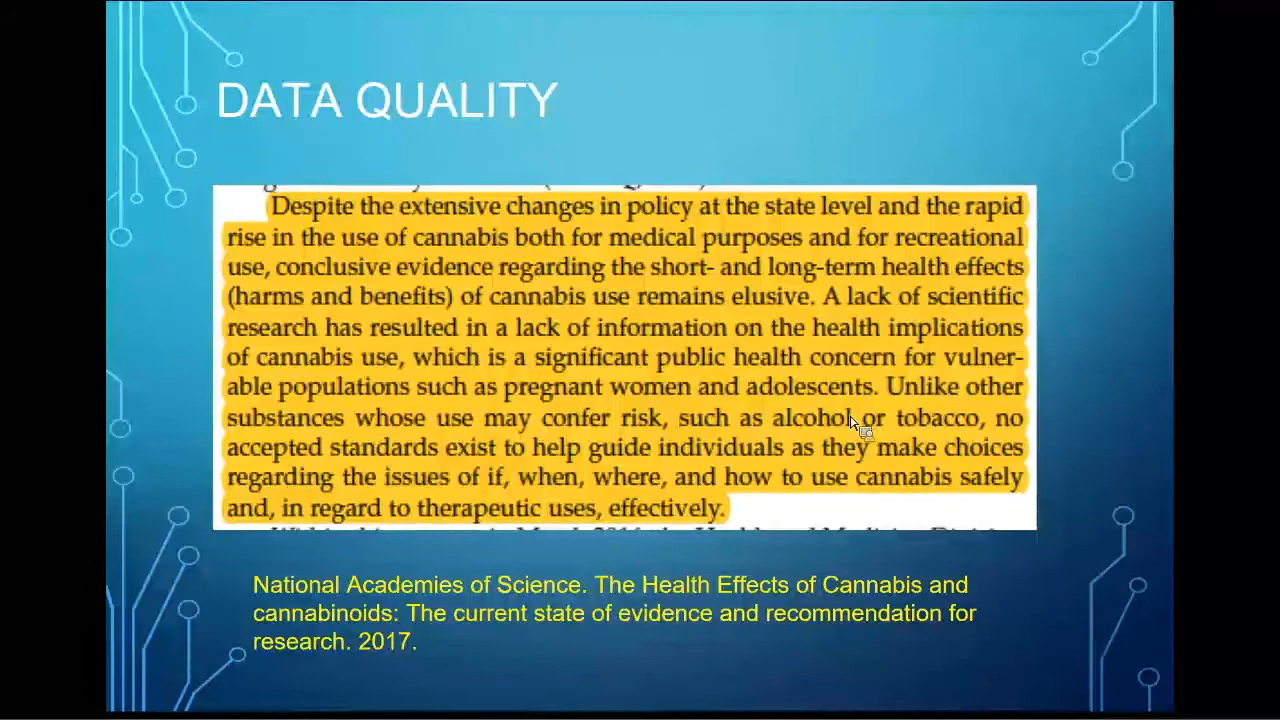 DATA QUALITY
Despite the extensive changes in policy at the state level and the rapid
rise in the use of cannabis both for medical purposes and for recreational
use, conclusive evidence regarding the short- and long-term health effects
(harms and benefits) of cannabis use remains elusive. A lack of scientific
research has resulted in a lack of information on the health implications
of cannabis use, which is a significant public health concern for vulner-
able populations such as pregnant women and adolescents. Unlike other
substances whose use may confer risk, such as alcohol or tobacco, no
accepted standards exist to help guide individuals as they make choices
regarding the issues of if, when, where, and how to use cannabis safely
and, in regard to therapeutic uses, effectively.
National Academies of Science. The Health Effects of Cannabis and
cannabinoids: The current state of evidence and recommendation for
research. 2017.